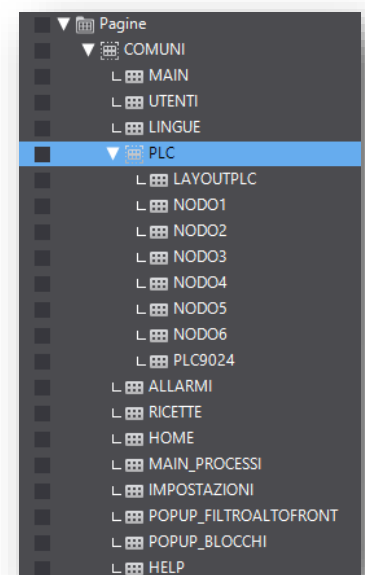 Pagine
COMUNI
MAIN
UTENTI
LINGUE
PLC
LAYOUTPLC
NODO1
NODO2
NODO3
NODO4
NODO5
NODO6
PLC9024
ALLARMI
RICETTE
HOME
MAIN_PROCESSI
IMPOSTAZIONI
POPUP_FILTROALTOFRONT
POPUP_BLOCCHI
HELP